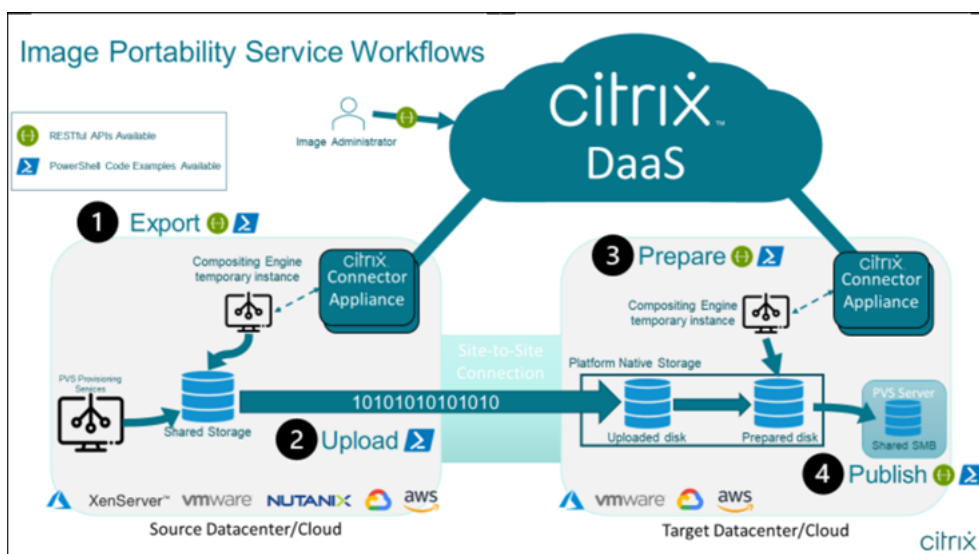 Image Portability Service Workflows
RESTful APIs Available
PowerShell Code Examples Available
Image Administrator
citrix™
DaaS
1 Export
Compositing Engine
temporary instance
citrix
Connector
Appliance
PVS Provisioning
Services
Shared Storage
10101010101010
2 Upload
Site-to-Site
Connection
XenServer™ vmware NUTANIX aws
Source Datacenter/Cloud
3 Prepare
Compositing Engine
temporary instance
citrix
Connector
Appliance
Platform Native Storage
Uploaded disk
Prepared disk
PVS Server
Shared SMB
4 Publish
vmware aws
Target Datacenter/Cloud
citrix